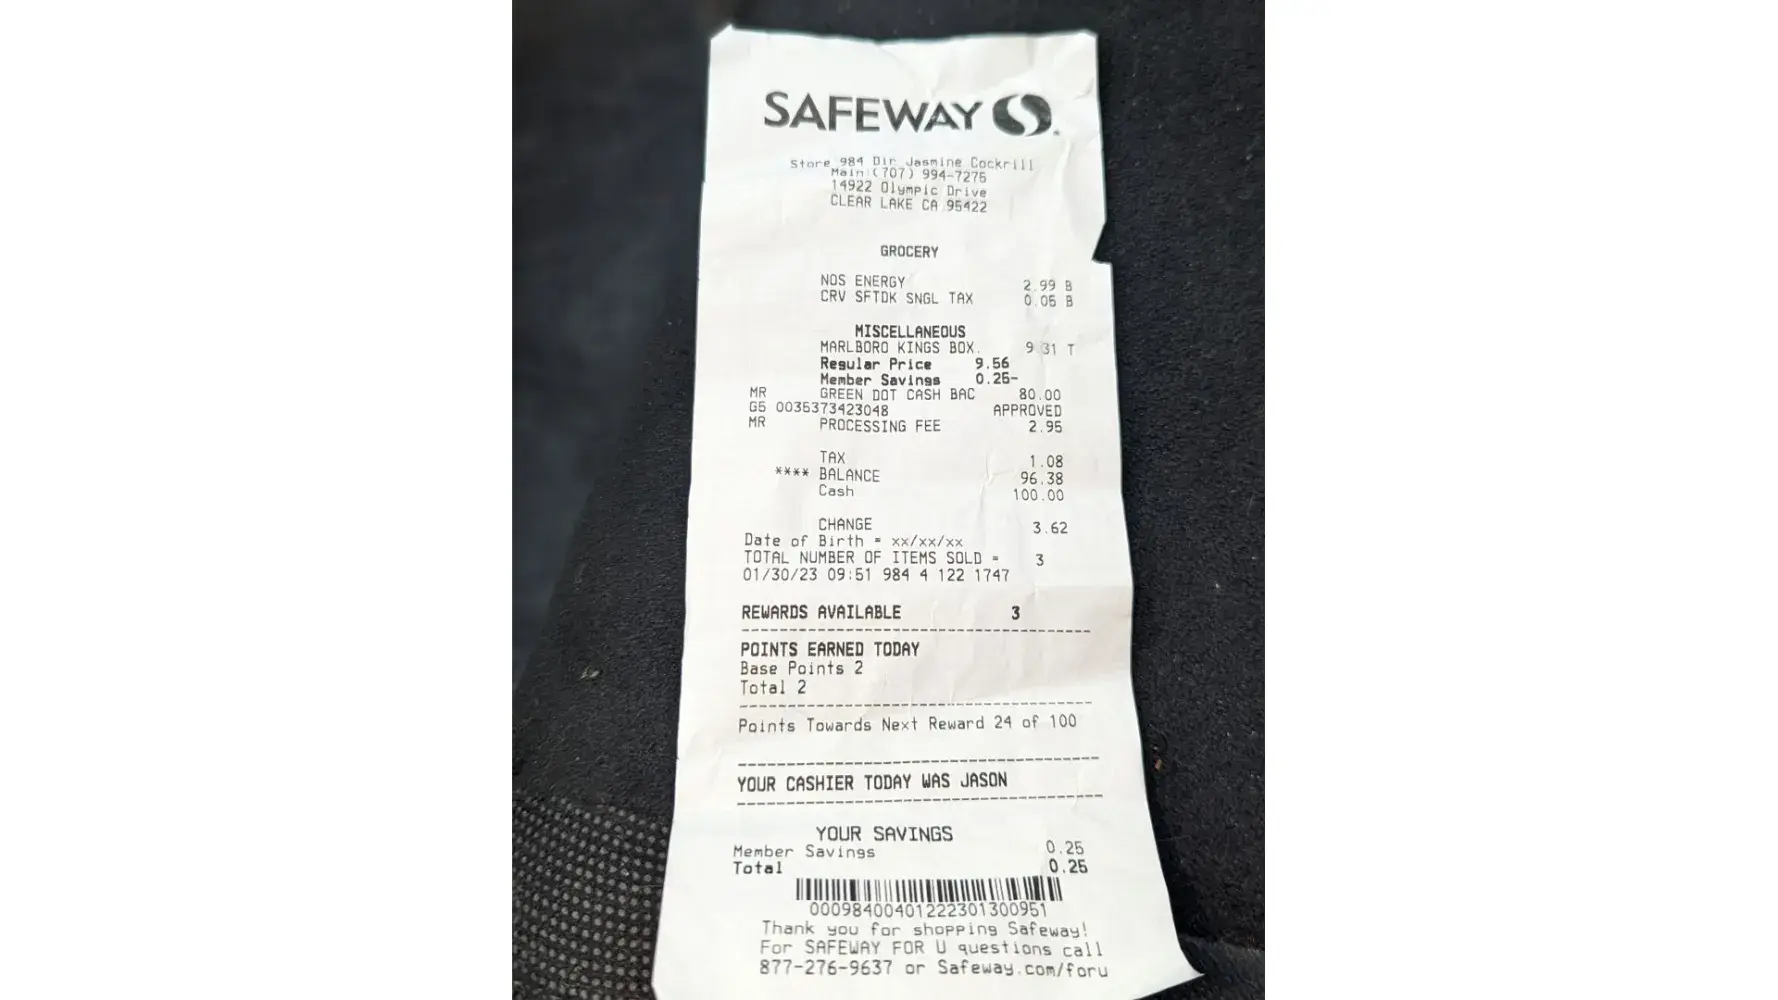 SAFEWAY
Store 984 Dir Jasmine Cockrill
Main:(707) 994-7275
14922 Olympic Drive
CLEAR LAKE CA 95422
GROCERY
NOS ENERGY 2.99 B
CRV SFTDK SNGL TAX 0.05 B
MISCELLANEOUS
MARLBORO KINGS BOX. 9.31 T
Regular Price 9.56
Member Savings 0.25-
MR GREEN DOT CASH BAC 80.00
G5 0035373423048 APPROVED
MR PROCESSING FEE 2.95
TAX 1.08
**** BALANCE 96.38
Cash 100.00
CHANGE 3.62
Date of Birth = xx/xx/xx
TOTAL NUMBER OF ITEMS SOLD = 3
01/30/23 09:51 984 4 122 1747
REWARDS AVAILABLE 3
POINTS EARNED TODAY
Base Points 2
Total 2
Points Towards Next Reward 24 of 100
YOUR CASHIER TODAY WAS JASON
YOUR SAVINGS
Member Savings 0.25
Total 0.25
00098400401222301300951
Thank you for shopping Safeway!
For SAFEWAY FOR U questions call
877-276-9637 or Safeway.com/foru